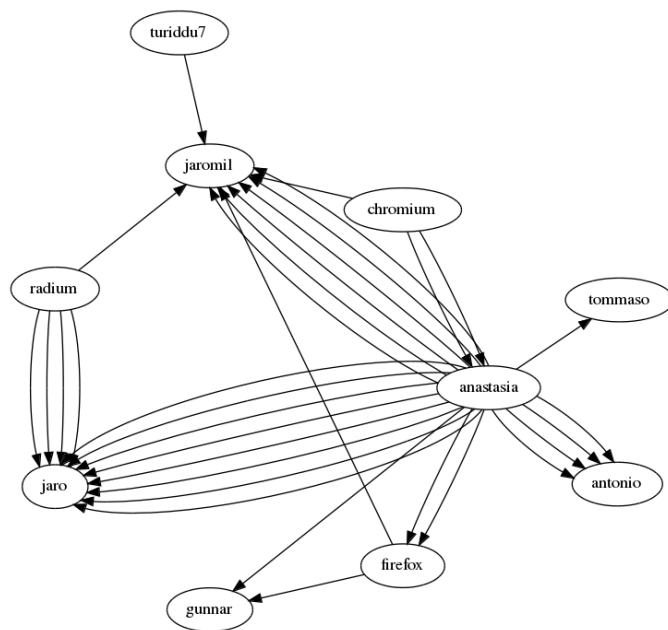 turiddu7
jaromil
chromium
radium
tommaso
anastasia
jaro
antonio
firefox
gunnar